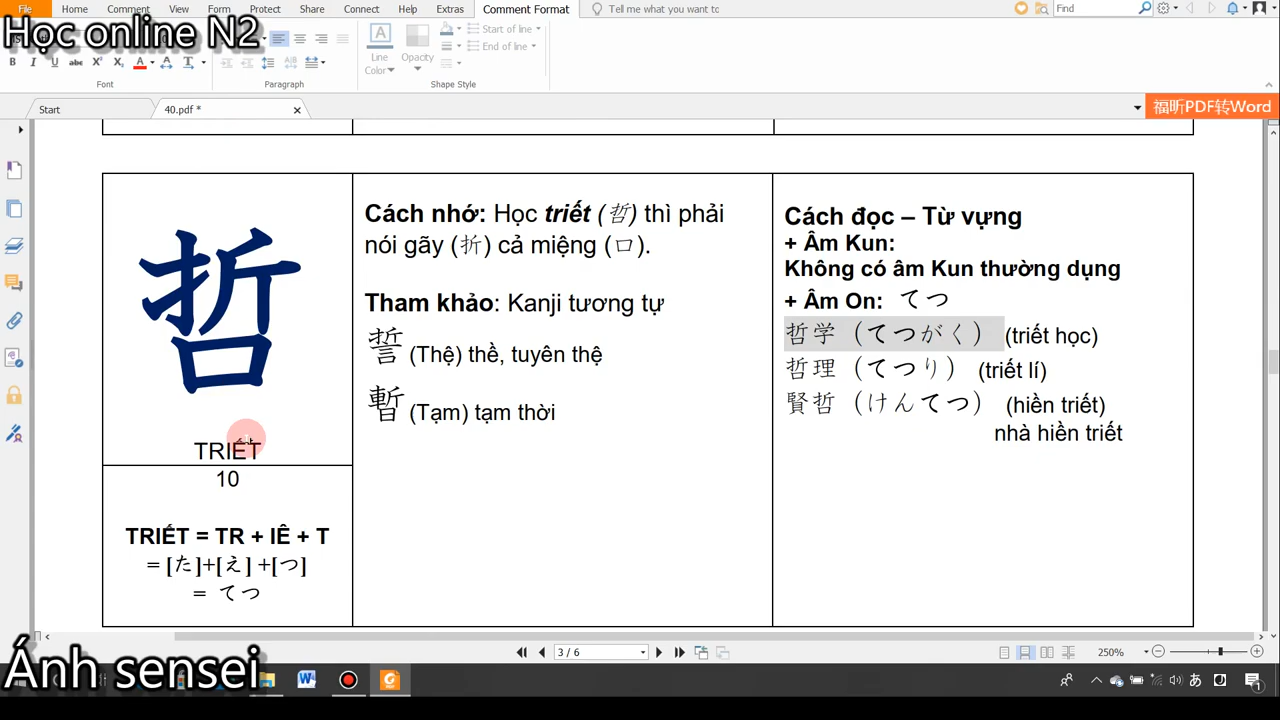 File Home Comment View Form Protect Share Connect Help Extras Comment Format Tell me what you want to Find
Học online N2
Line Color
Opacity
Start of line
End of line
Font Paragraph Shape Style
Start 40.pdf *
福昕PDF转Word
哲
TRIẾT
10
TRIẾT = TR + IÊ + T
= [た]+[え] +[つ]
= てつ
Cách nhớ: Học triết (哲) thì phải
nói gãy (折) cả miệng (口).
Tham khảo: Kanji tương tự
誓 (Thệ) thề, tuyên thệ
暫 (Tạm) tạm thời
Cách đọc – Từ vựng
+ Âm Kun:
Không có âm Kun thường dụng
+ Âm On: てつ
哲学（てつがく）(triết học)
哲理（てつり）(triết lí)
賢哲（けんてつ）(hiền triết)
nhà hiền triết
3 / 6
250%
Ánh sensei